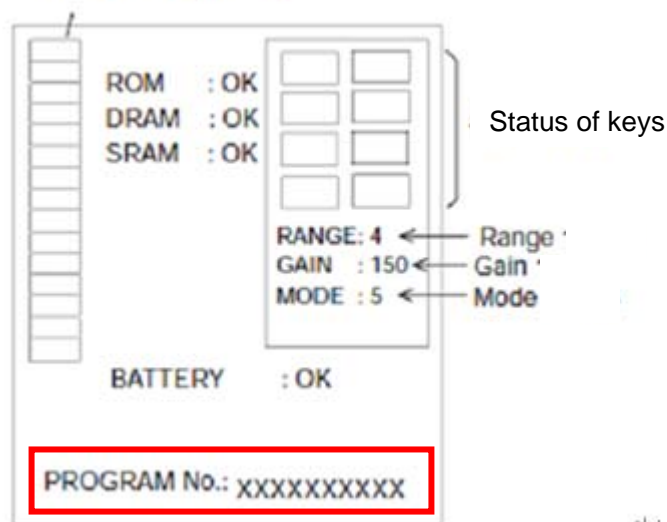 ROM : OK
DRAM : OK
SRAM : OK
Status of keys
RANGE: 4 Range
GAIN : 150 Gain
MODE : 5 Mode
BATTERY : OK
PROGRAM No.: XXXXXXXXXX